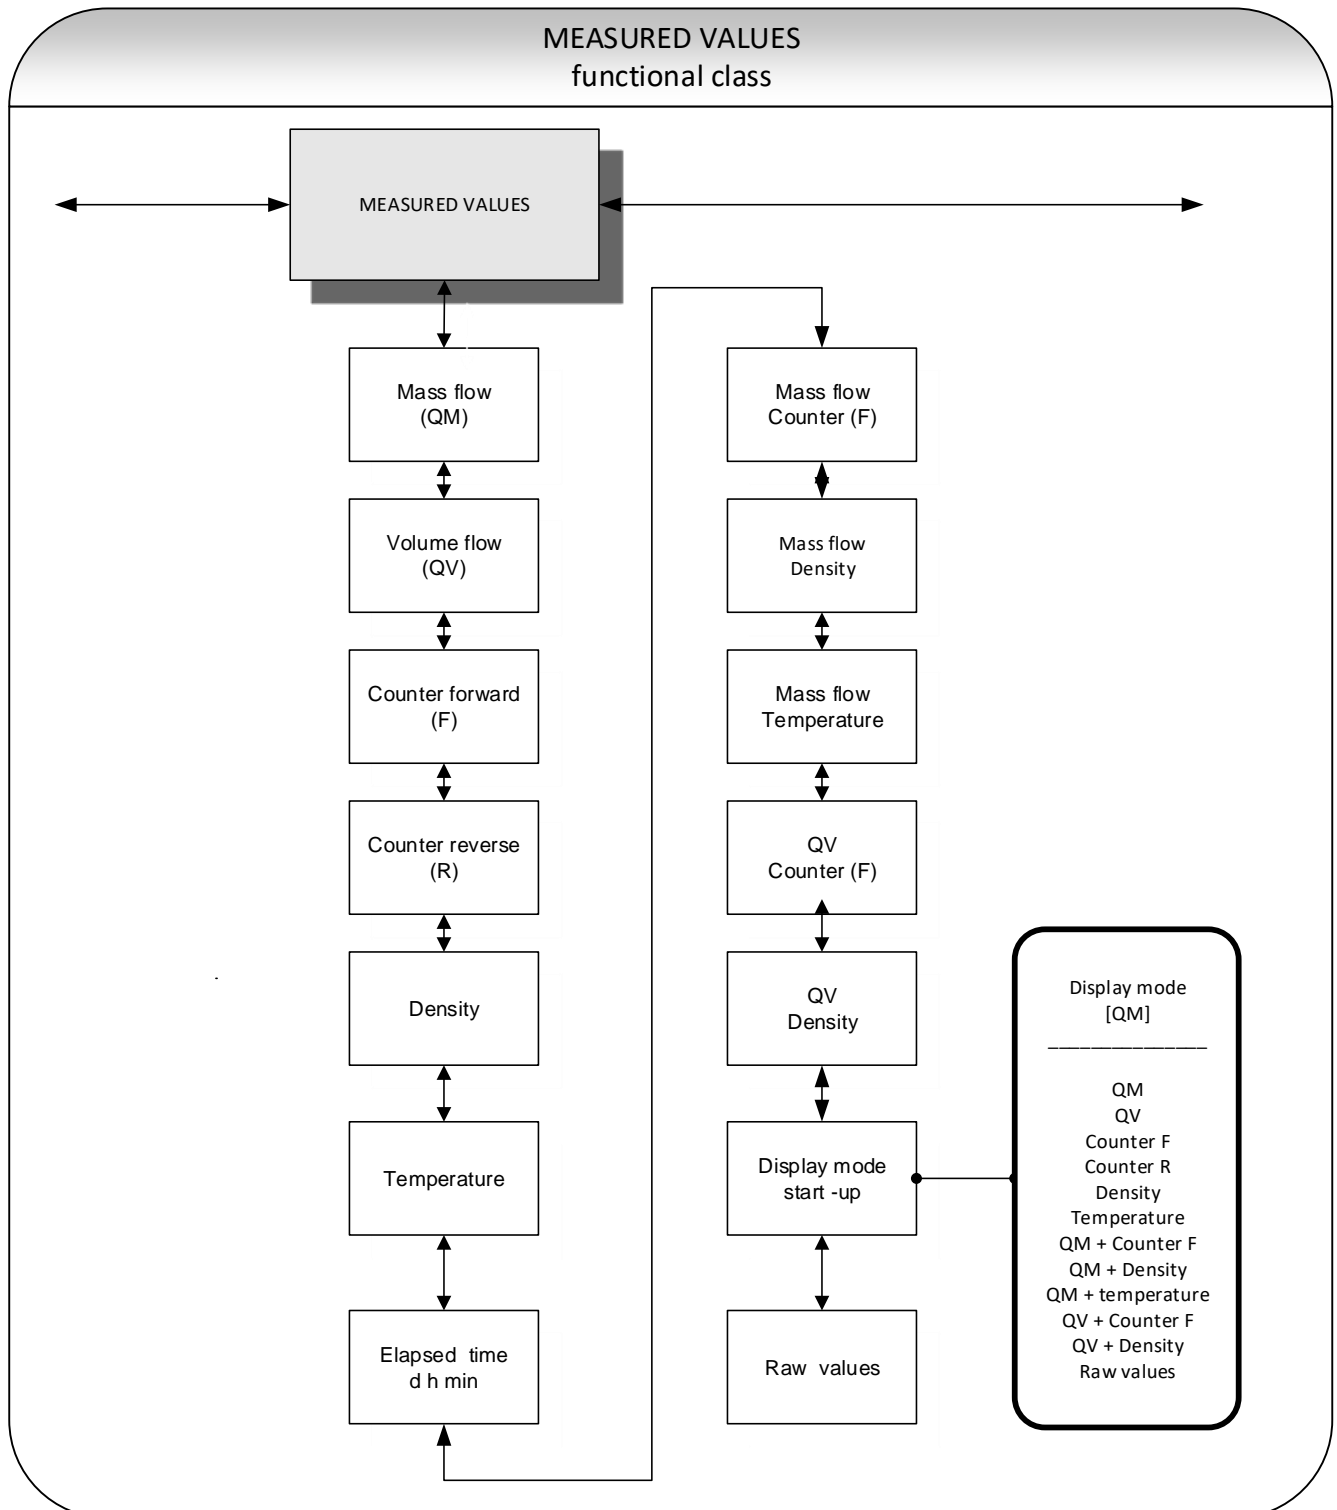 MEASURED VALUES
functional class
MEASURED VALUES
Mass flow
(QM)
Volume flow
(QV)
Counter forward
(F)
Counter reverse
(R)
Density
Temperature
Elapsed time
d h min
Mass flow
Counter (F)
Mass flow
Density
Mass flow
Temperature
QV
Counter (F)
QV
Density
Display mode
start -up
Raw values
Display mode
[QM]
_______________
QM
QV
Counter F
Counter R
Density
Temperature
QM + Counter F
QM + Density
QM + temperature
QV + Counter F
QV + Density
Raw values